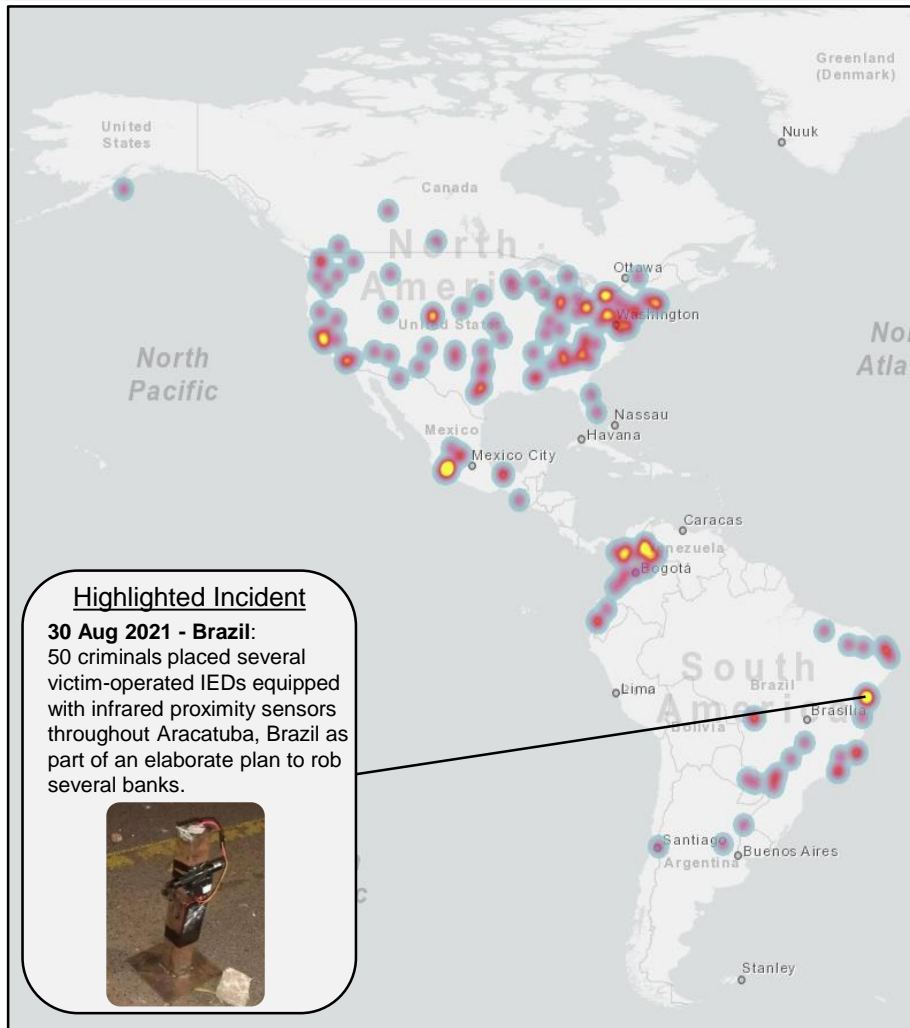 Greenland
(Denmark)
United
States
Nuuk
Canada
North
America
Ottawa
United States
Washington
North
Pacific
Nassau
Havana
Mexico
Mexico City
Caracas
Venezuela
Bogotá
South
America
Lima
Brazil
Brasília
Bolivia
Santiago
Argentina
Buenos Aires
Stanley
Highlighted Incident
30 Aug 2021 - Brazil:
50 criminals placed several
victim-operated IEDs equipped
with infrared proximity sensors
throughout Aracatuba, Brazil as
part of an elaborate plan to rob
several banks.